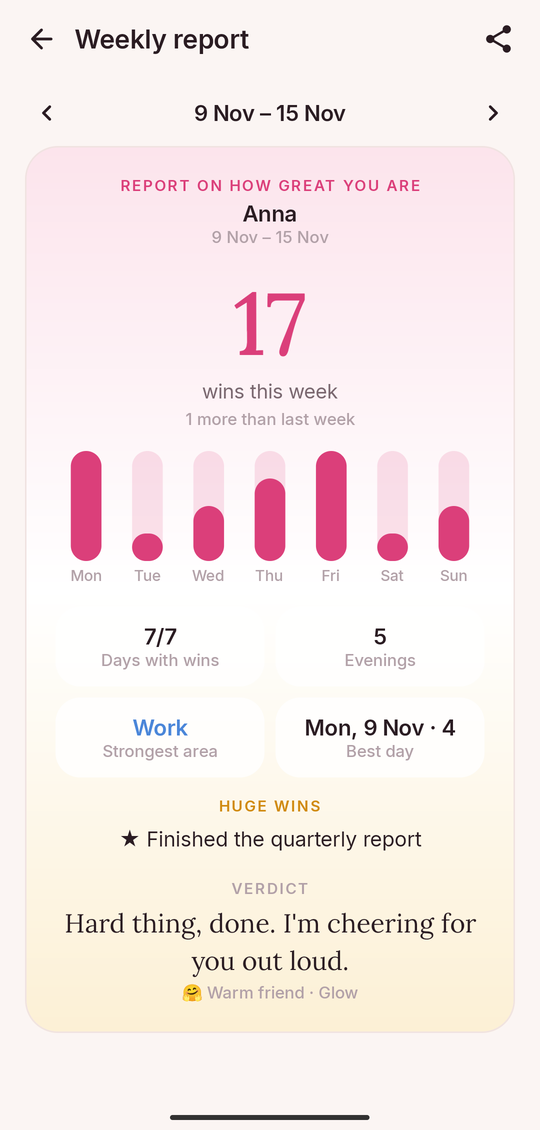 Weekly report
9 Nov – 15 Nov
REPORT ON HOW GREAT YOU ARE
Anna
9 Nov – 15 Nov
17
wins this week
1 more than last week
Mon Tue Wed Thu Fri Sat Sun
7/7
Days with wins
5
Evenings
Work
Strongest area
Mon, 9 Nov · 4
Best day
HUGE WINS
★ Finished the quarterly report
VERDICT
Hard thing, done. I'm cheering for
you out loud.
🤗 Warm friend · Glow